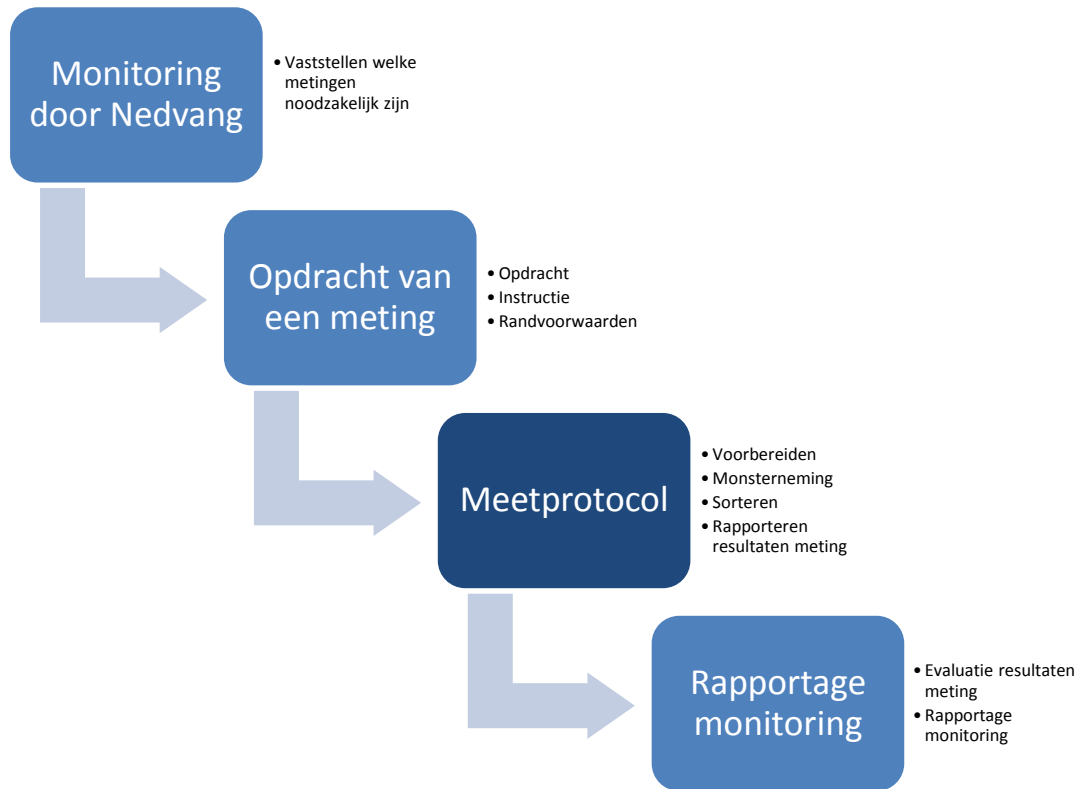 Monitoring
door Nedvang
• Vaststellen welke
metingen
noodzakelijk zijn
Opdracht van
een meting
• Opdracht
• Instructie
• Randvoorwaarden
Meetprotocol
• Voorbereiden
• Monsterneming
• Sorteren
• Rapporteren
resultaten meting
Rapportage
monitoring
• Evaluatie resultaten
meting
• Rapportage
monitoring